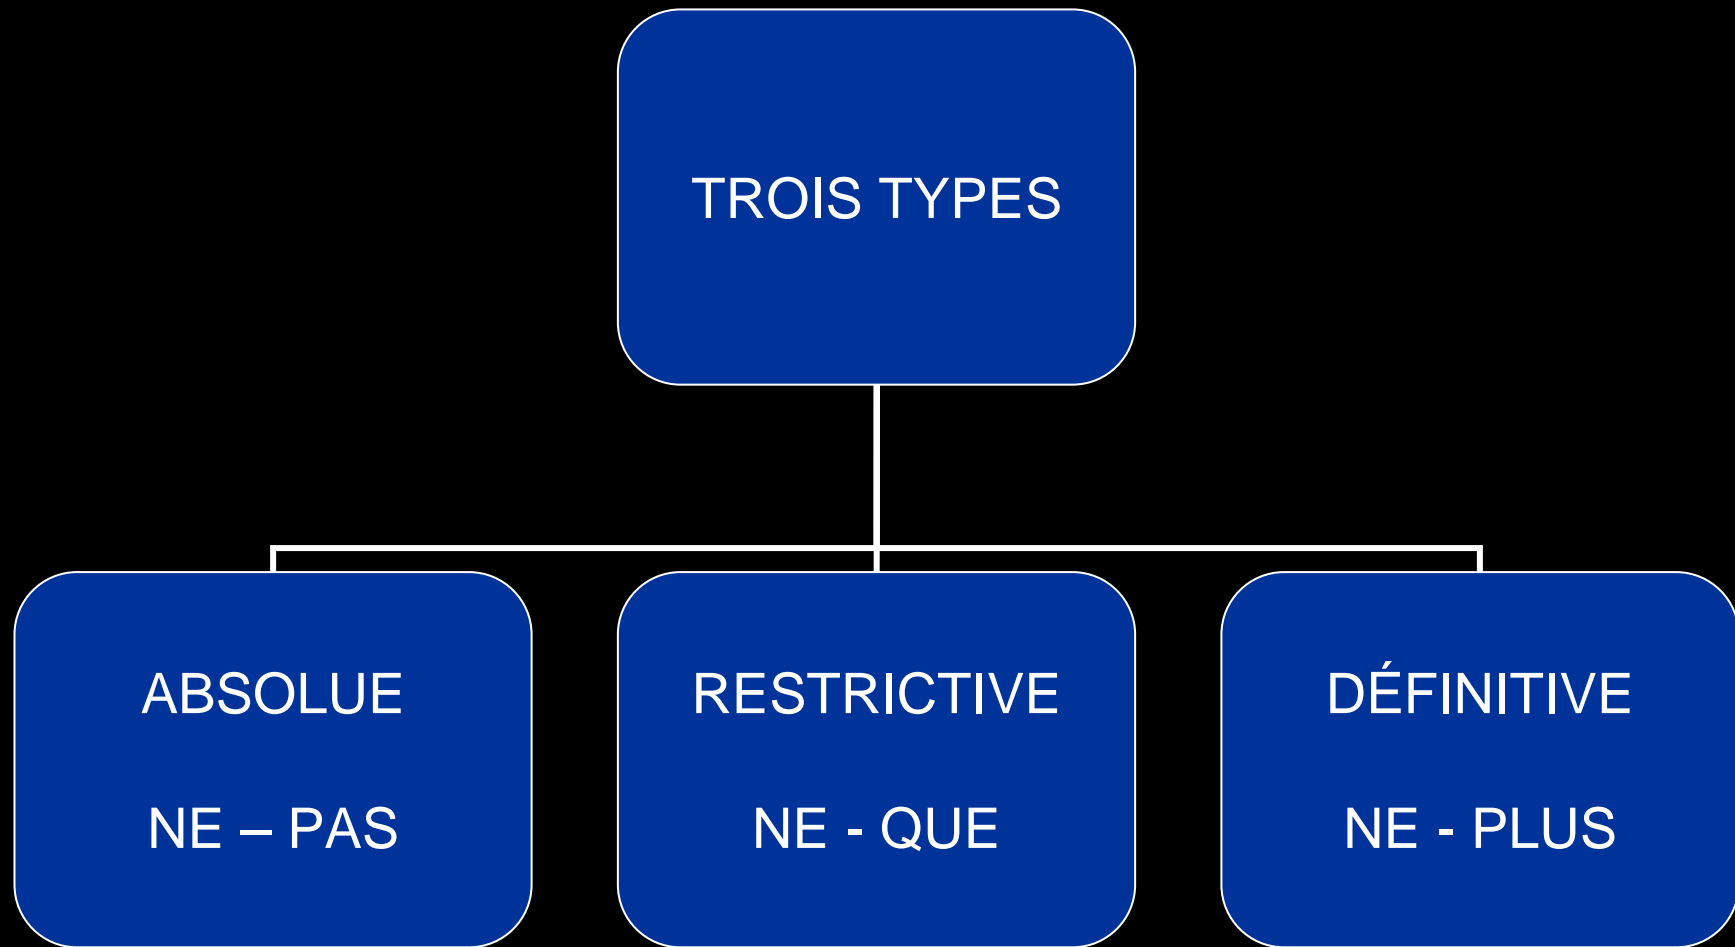 TROIS TYPES
ABSOLUE
NE – PAS
RESTRICTIVE
NE - QUE
DÉFINITIVE
NE - PLUS